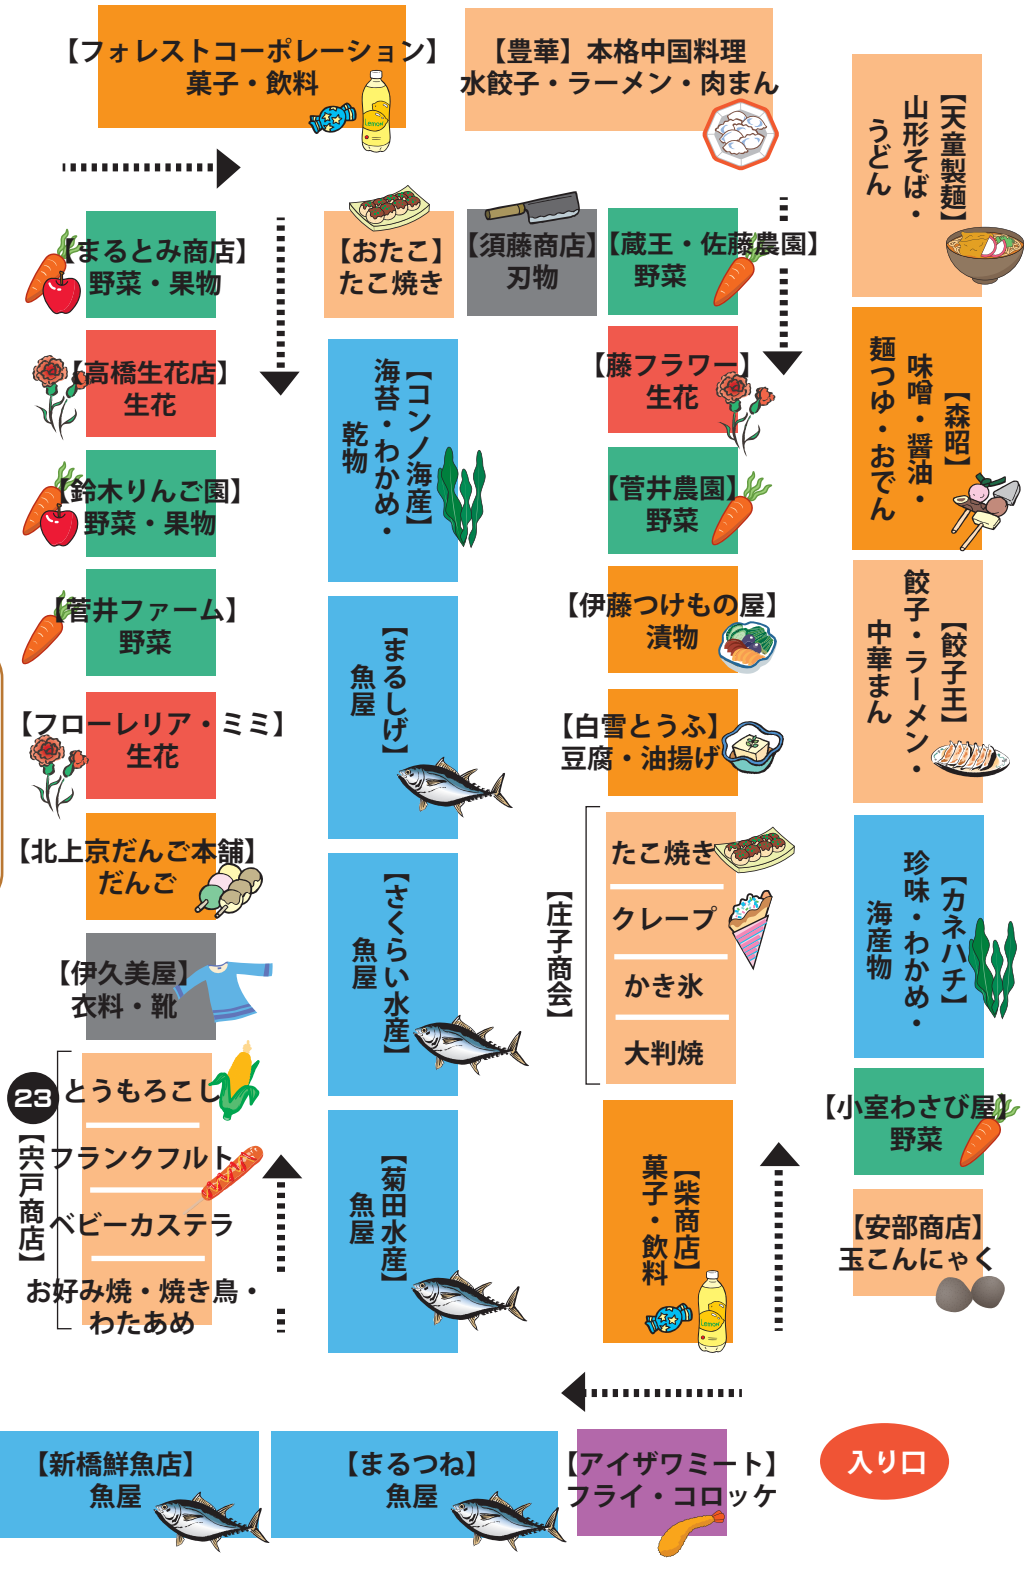 【フォレストコーポレーション】
菓子・飲料
【豊華】本格中国料理
水餃子・ラーメン・肉まん
【天童製麺】
山形そば・
うどん
【まるとみ商店】
野菜・果物
【おたこ】
たこ焼き
【須藤商店】
刃物
【蔵王・佐藤農園】
野菜
【高橋生花店】
生花
【コンノ海産】
海苔・わかめ・
乾物
【藤フラワー】
生花
【森昭】
味噌・醤油・
麺つゆ・おでん
【鈴木りんご園】
野菜・果物
【菅井農園】
野菜
【菅井ファーム】
野菜
【まるしげ】
魚屋
【伊藤つけもの屋】
漬物
【餃子王】
餃子・ラーメン・
中華まん
【フローレリア・ミミ】
生花
【白雪とうふ】
豆腐・油揚げ
【北上京だんご本舗】
だんご
【さくらい水産】
魚屋
【庄子商会】
たこ焼き
クレープ
かき氷
大判焼
【カネハチ】
珍味・わかめ・
海産物
【伊久美屋】
衣料・靴
23
【宍戸商店】
とうもろこし
フランクフルト
ベビーカステラ
お好み焼・焼き鳥・
わたあめ
【菊田水産】
魚屋
【柴商店】
菓子・飲料
Lemon
Lemon
【小室わさび屋】
野菜
【安部商店】
玉こんにゃく
【新橋鮮魚店】
魚屋
【まるつね】
魚屋
【アイザワミート】
フライ・コロッケ
入り口